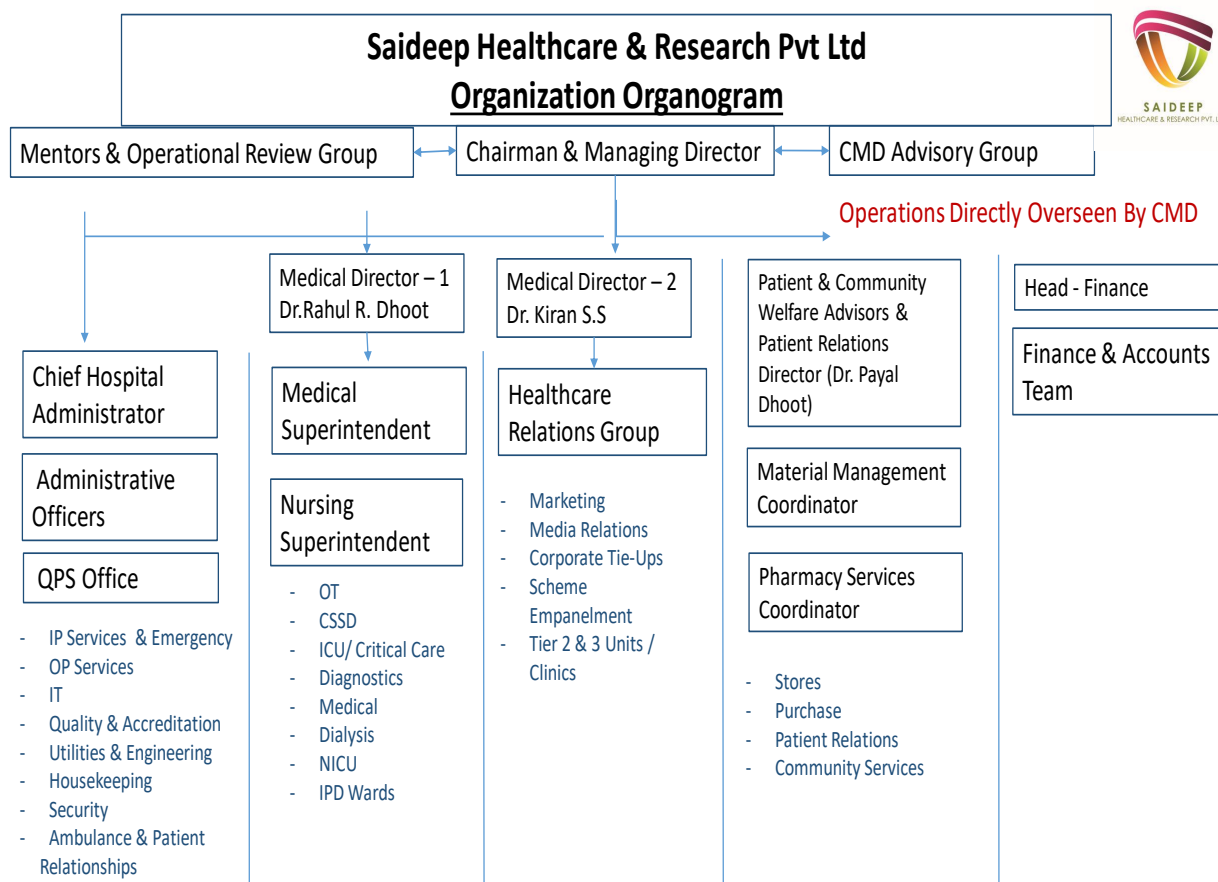 Saideep Healthcare & Research Pvt Ltd
Organization Organogram
SAIDEEP
HEALTHCARE & RESEARCH PVT. L
Mentors & Operational Review Group
Chairman & Managing Director
CMD Advisory Group
Operations Directly Overseen By CMD
Chief Hospital
Administrator
Administrative
Officers
QPS Office
- IP Services & Emergency
- OP Services
- IT
- Quality & Accreditation
- Utilities & Engineering
- Housekeeping
- Security
- Ambulance & Patient
Relationships
Medical Director – 1
Dr.Rahul R. Dhoot
Medical
Superintendent
Nursing
Superintendent
- OT
- CSSD
- ICU/ Critical Care
- Diagnostics
- Medical
- Dialysis
- NICU
- IPD Wards
Medical Director – 2
Dr. Kiran S.S
Healthcare
Relations Group
- Marketing
- Media Relations
- Corporate Tie-Ups
- Scheme
Empanelment
- Tier 2 & 3 Units /
Clinics
Patient & Community
Welfare Advisors &
Patient Relations
Director (Dr. Payal
Dhoot)
Material Management
Coordinator
Pharmacy Services
Coordinator
- Stores
- Purchase
- Patient Relations
- Community Services
Head - Finance
Finance & Accounts
Team